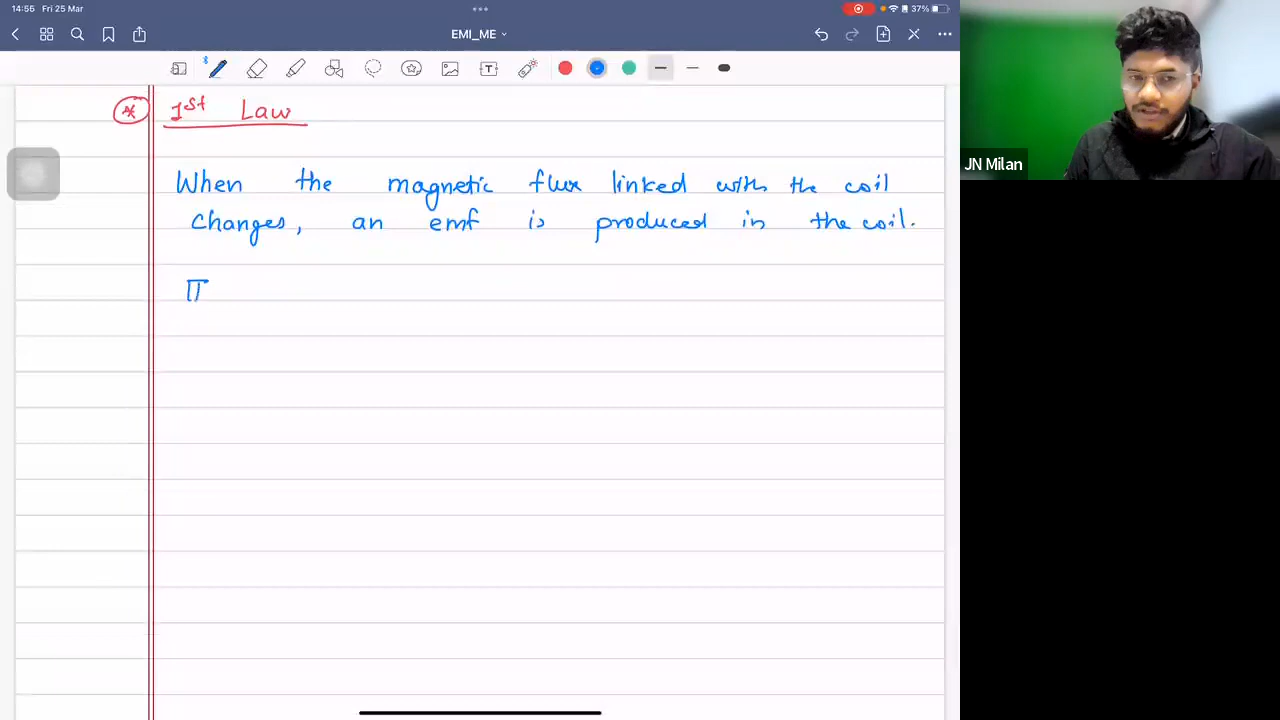 14:55 Fri 25 Mar
37%
EMI_ME
T
JN Milan
* 1st Law
When the magnetic flux linked with the coil
changes, an emf is produced in the coil.